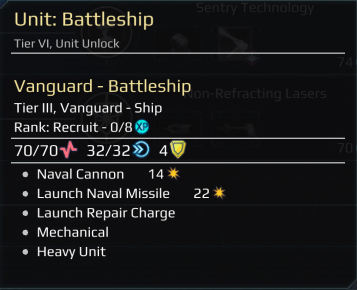 Sentry Technology
Unit: Battleship
Tier VI, Unit Unlock
Vanguard - Battleship
Non-Refracting Lasers
Tier III, Vanguard - Ship
Rank: Recruit - 0/8 XP
70/70 32/32 4
Naval Cannon 14
Launch Naval Missile 22
Launch Repair Charge
Mechanical
Heavy Unit